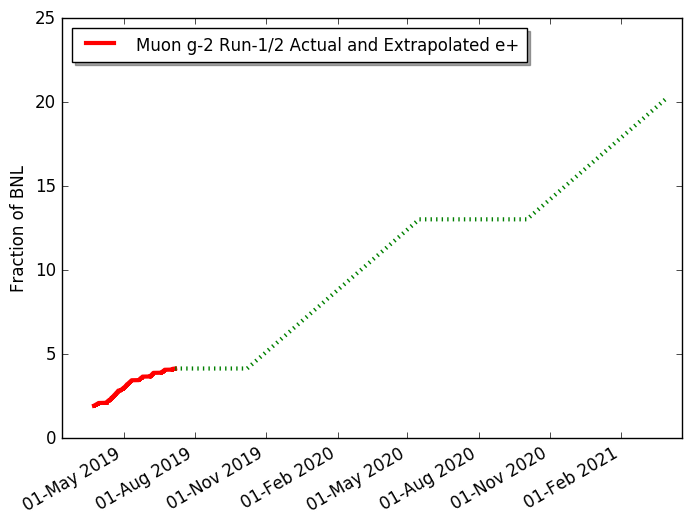 Muon g-2 Run-1/2 Actual and Extrapolated e+
Fraction of BNL
25
20
15
10
5
0
01-May 2019
01-Aug 2019
01-Nov 2019
01-Feb 2020
01-May 2020
01-Aug 2020
01-Nov 2020
01-Feb 2021